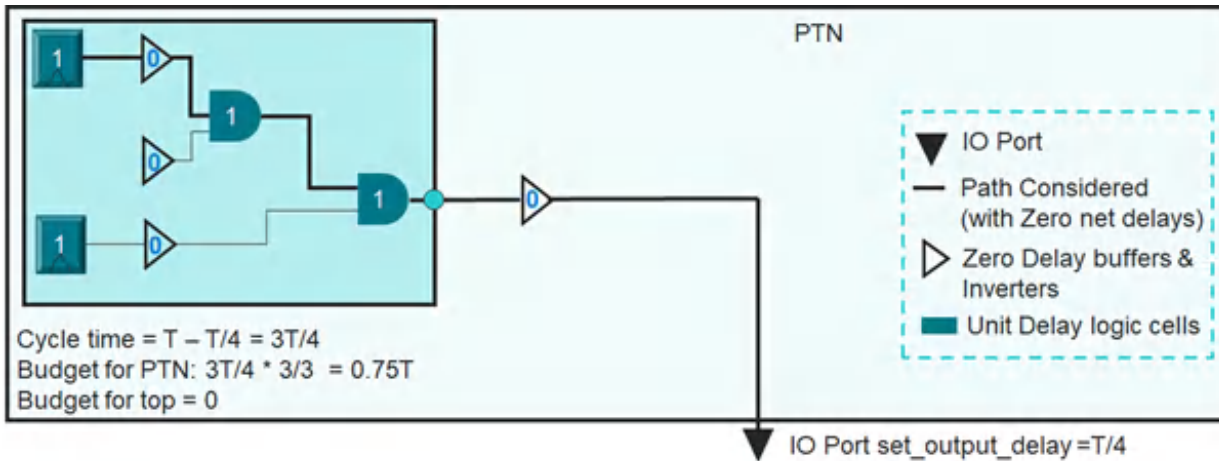 PTN
1
0
1
0
1
0
1
0
IO Port
Path Considered
(with Zero net delays)
Zero Delay buffers &
Inverters
Unit Delay logic cells
Cycle time = T – T/4 = 3T/4
Budget for PTN: 3T/4 * 3/3 = 0.75T
Budget for top = 0
IO Port set_output_delay =T/4